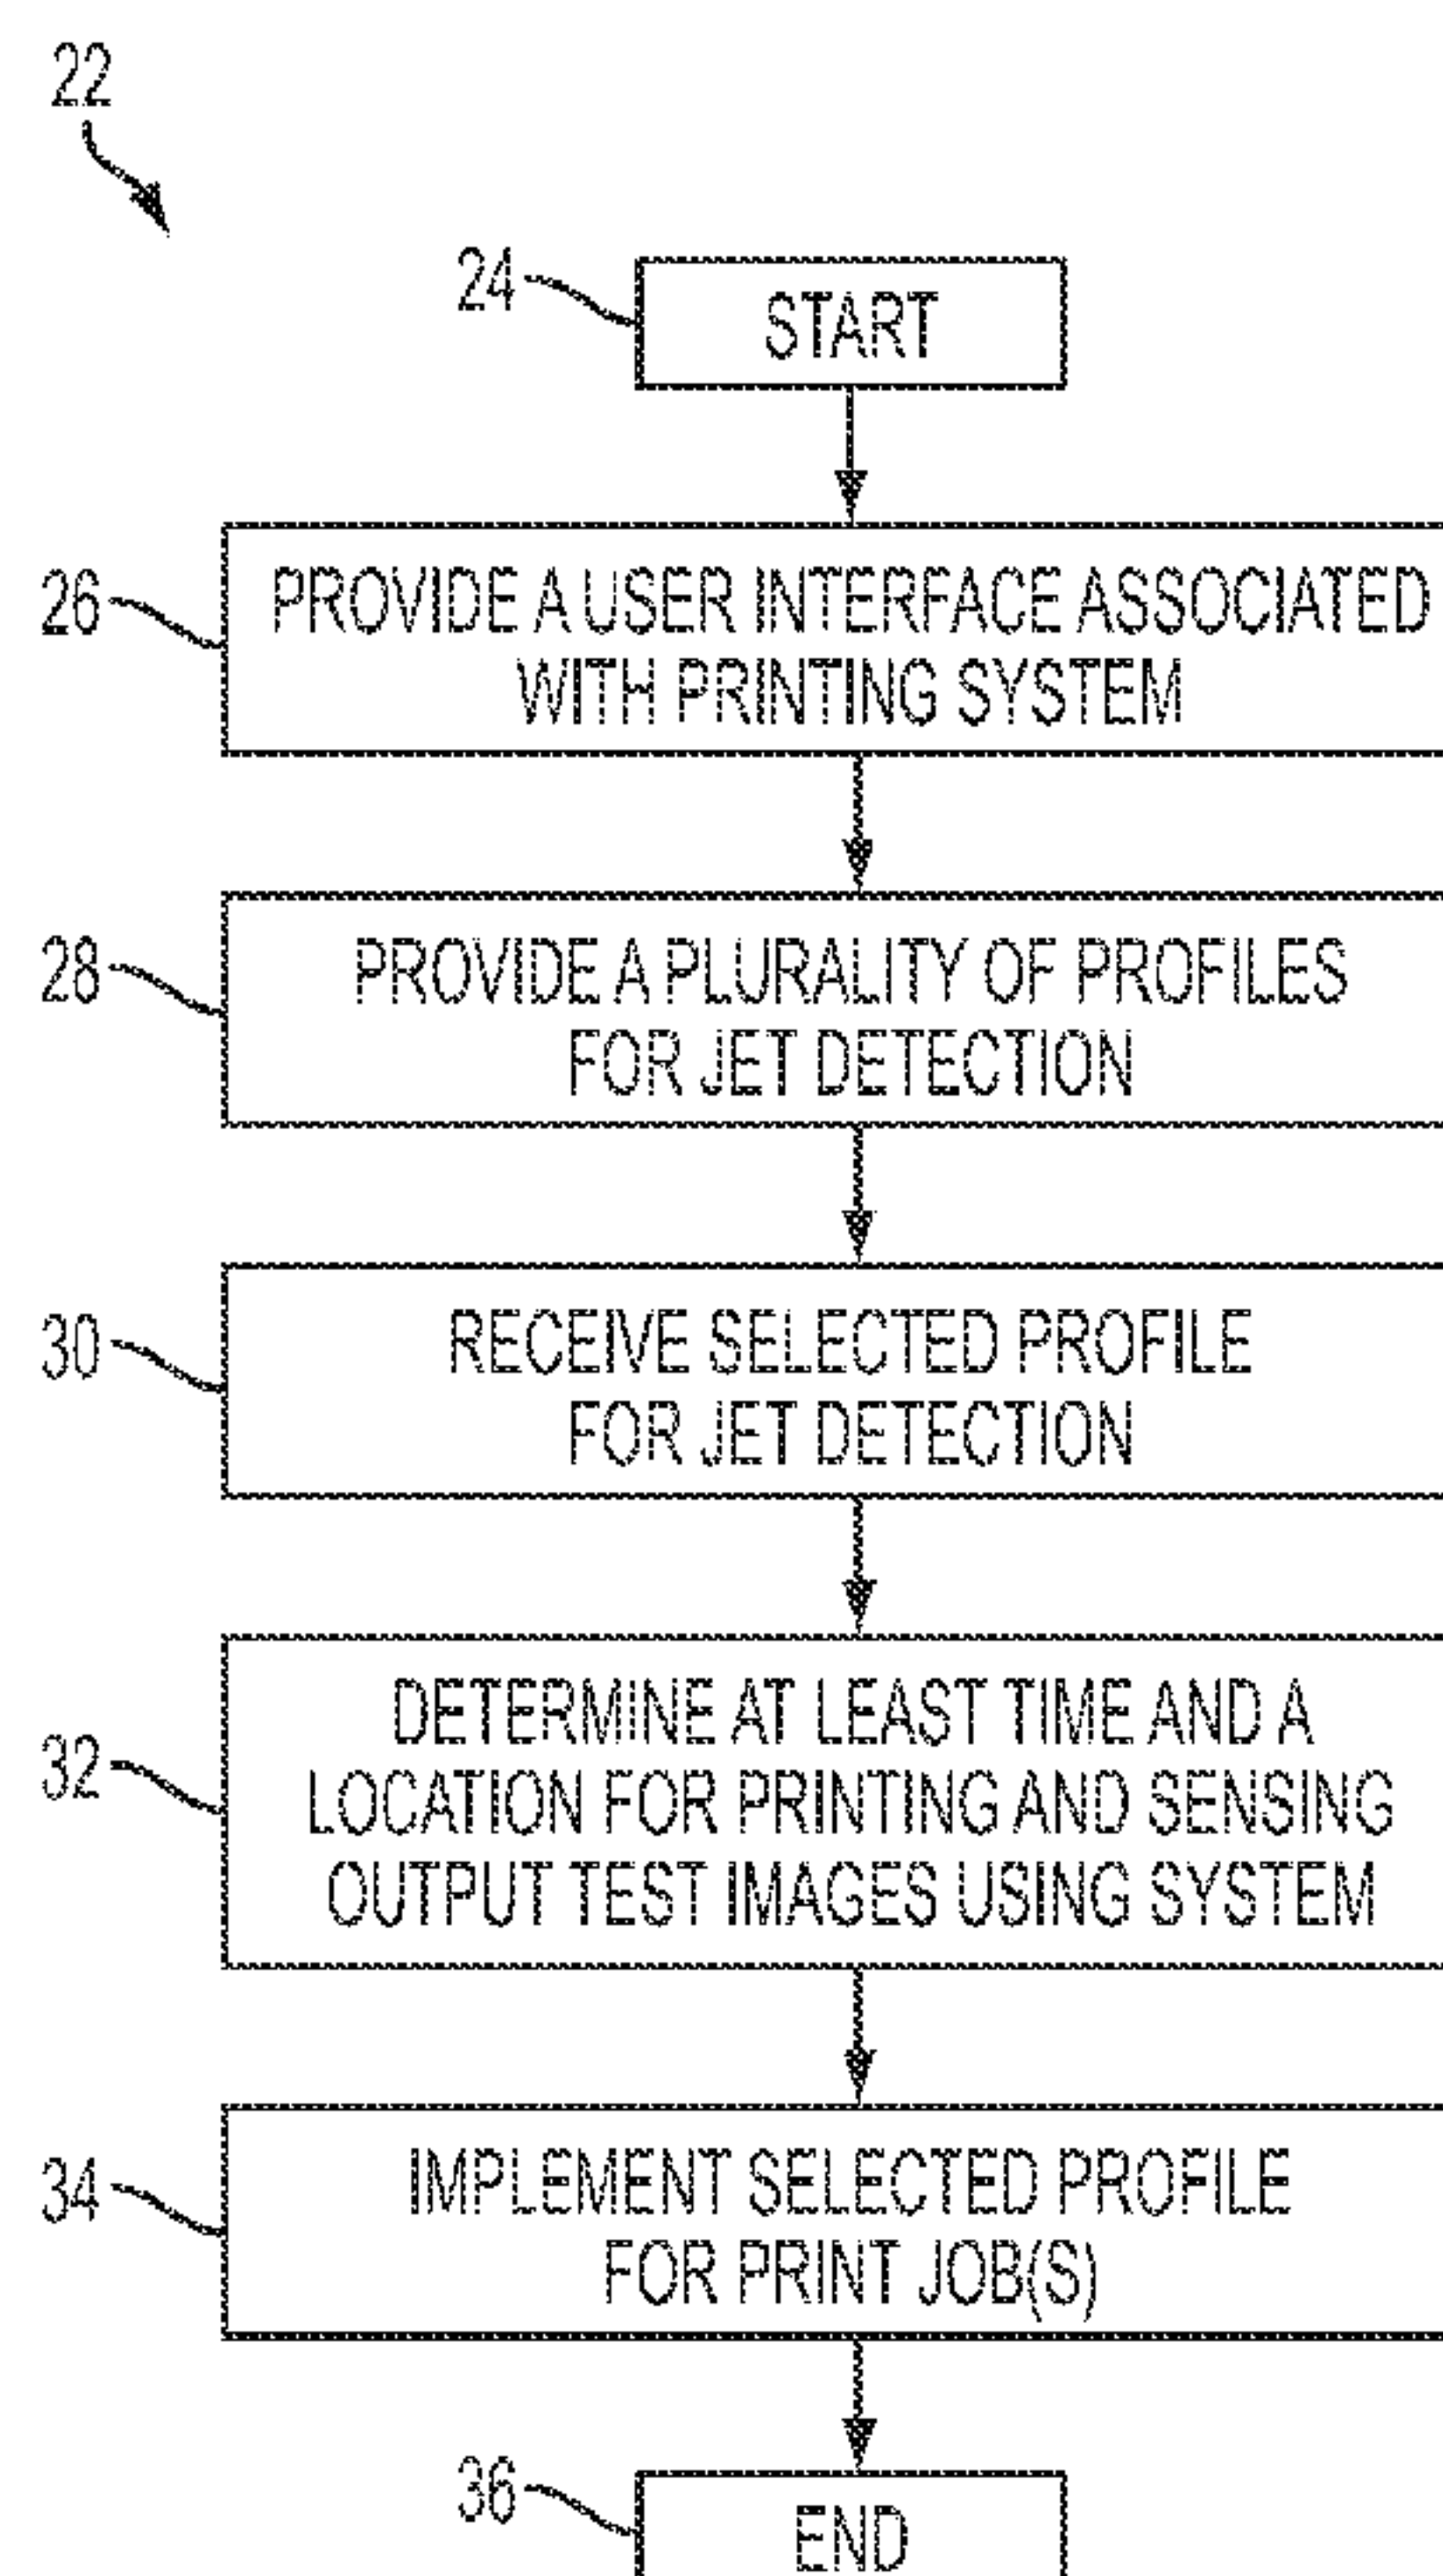 22
24
START
26
PROVIDE A USER INTERFACE ASSOCIATED
WITH PRINTING SYSTEM
28
PROVIDE A PLURALITY OF PROFILES
FOR JET DETECTION
30
RECEIVE SELECTED PROFILE
FOR JET DETECTION
32
DETERMINE AT LEAST TIME AND A
LOCATION FOR PRINTING AND SENSING
OUTPUT TEST IMAGES USING SYSTEM
34
IMPLEMENT SELECTED PROFILE
FOR PRINT JOB(S)
36
END